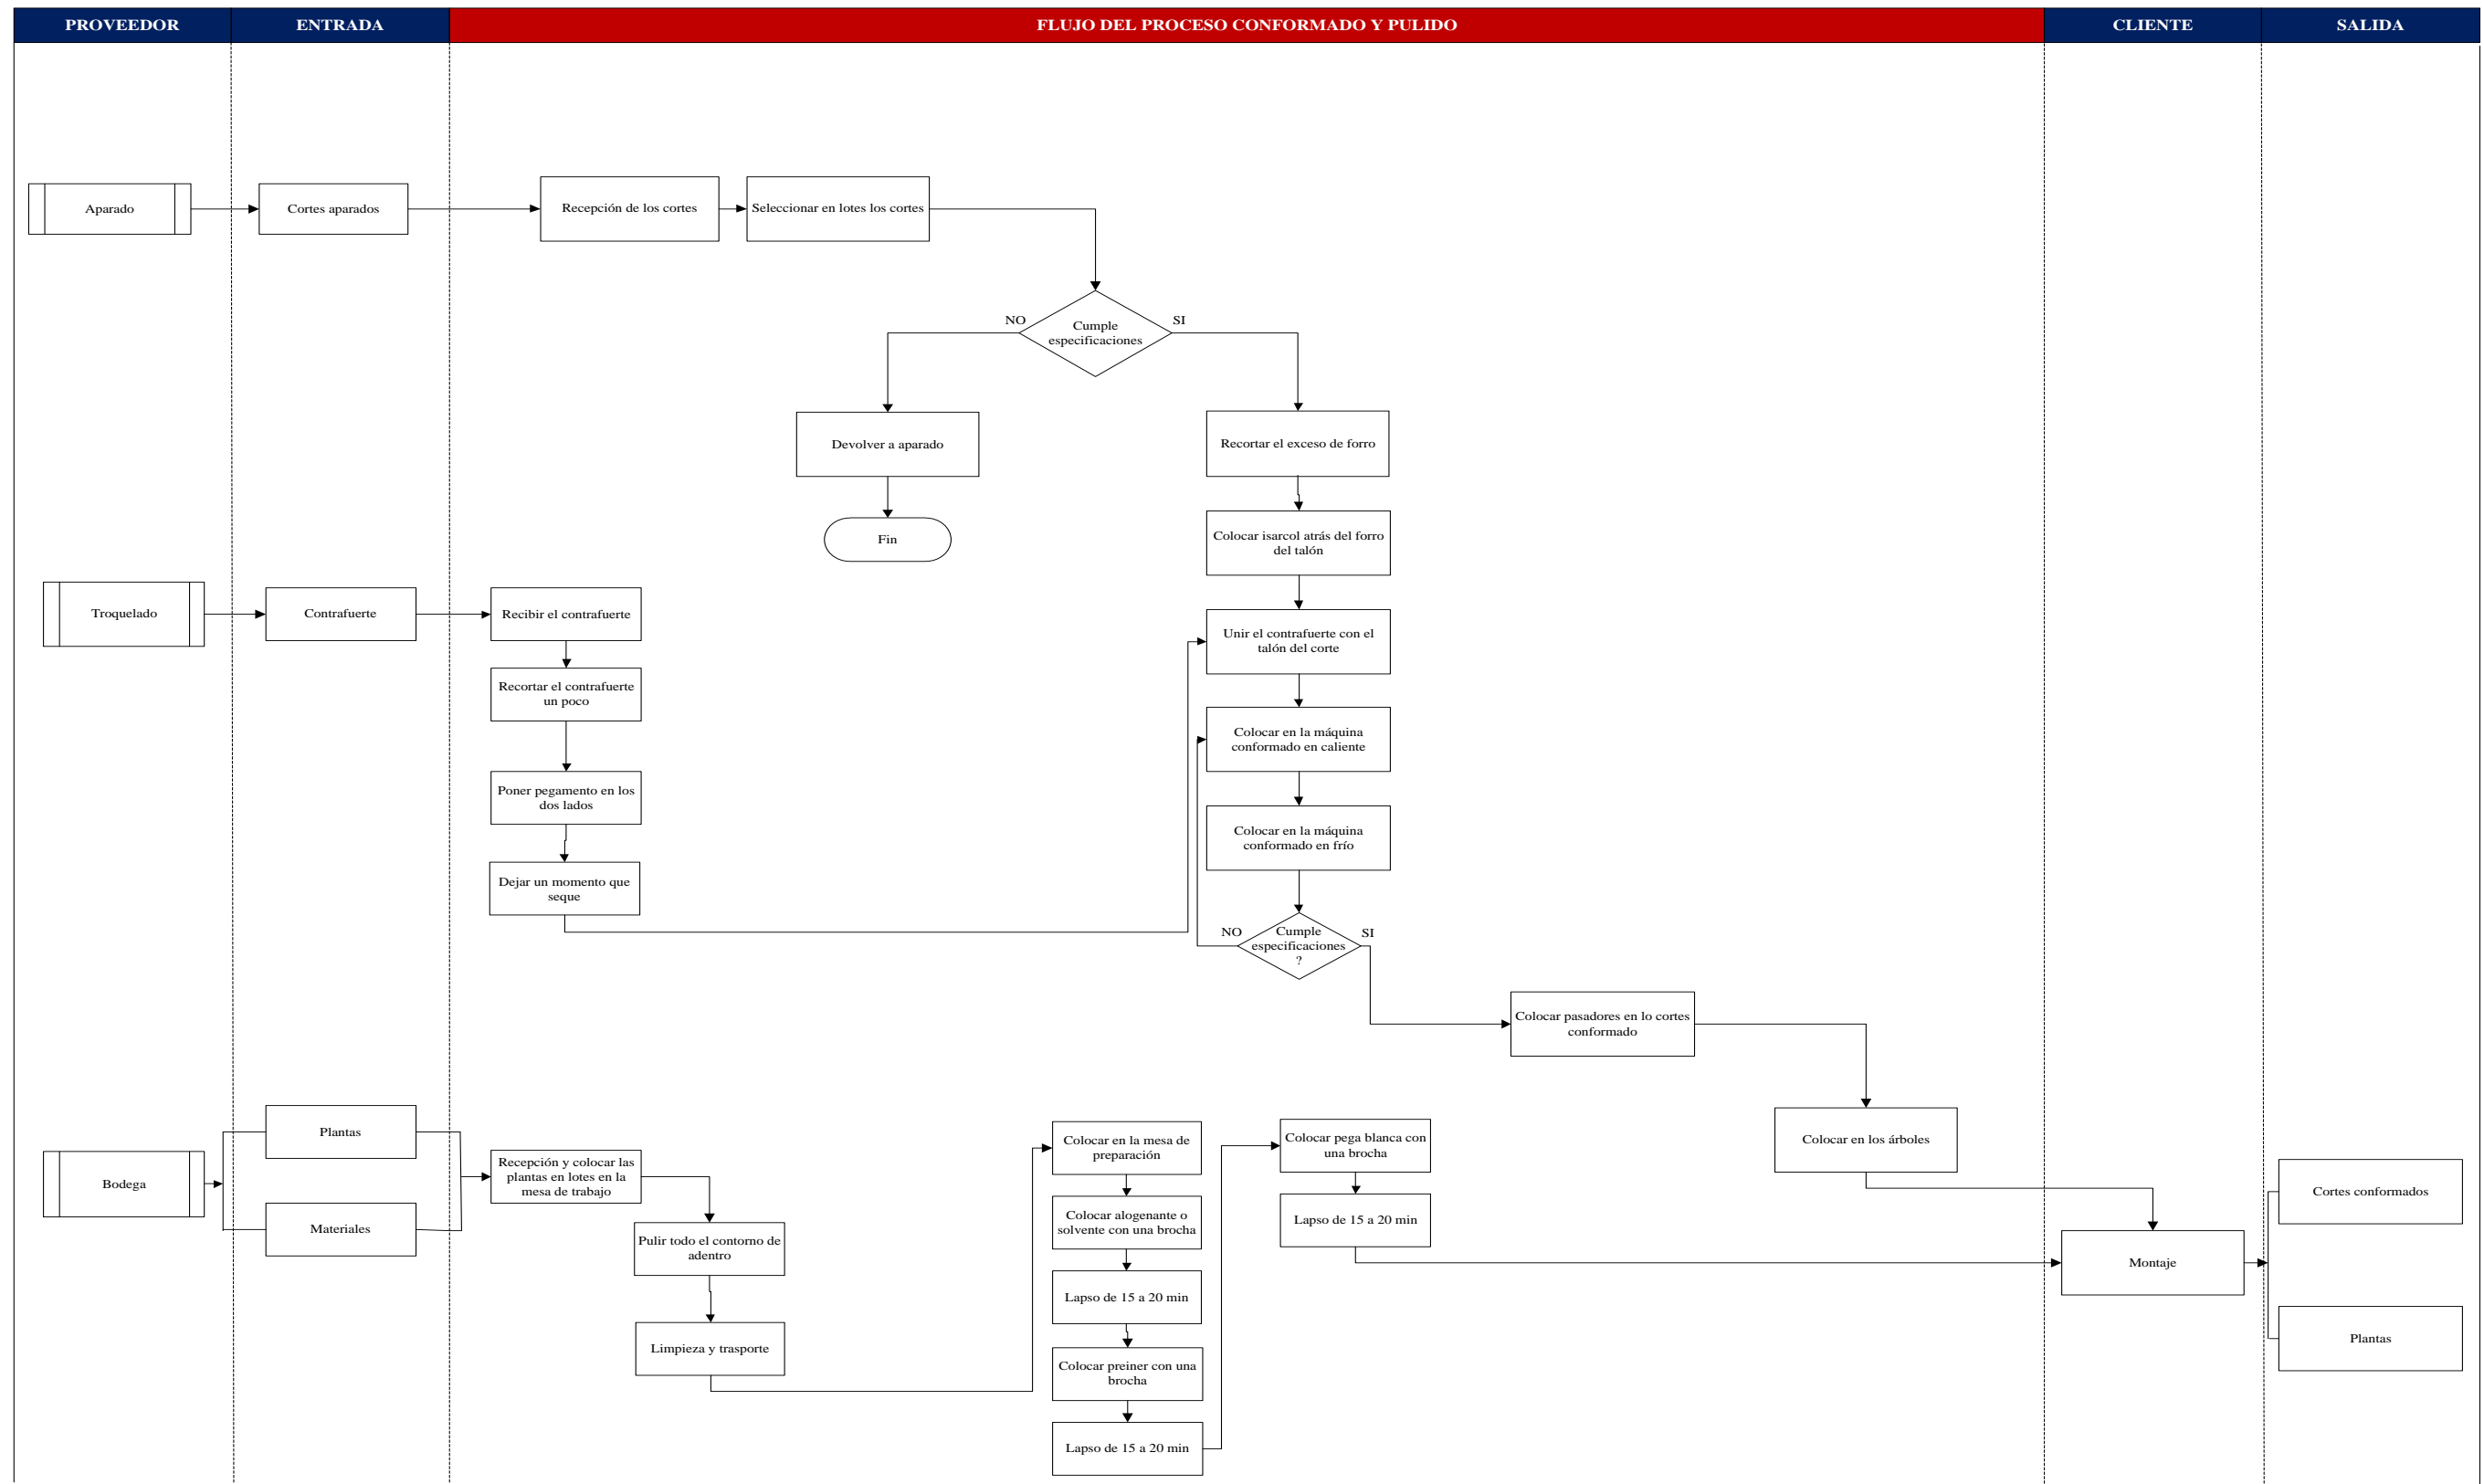 PROVEEDOR
ENTRADA
FLUJO DEL PROCESO CONFORMADO Y PULIDO
CLIENTE
SALIDA
Aparado
Cortes aparados
Recepción de los cortes
Seleccionar en lotes los cortes
NO
Cumple
especificaciones
SI
Devolver a aparado
Fin
Recortar el exceso de forro
Colocar isarcol atrás del forro
del talón
Troquelado
Contrafuerte
Recibir el contrafuerte
Recortar el contrafuerte
un poco
Poner pegamento en los
dos lados
Dejar un momento que
seque
Unir el contrafuerte con el
talón del corte
Colocar en la máquina
conformado en caliente
Colocar en la máquina
conformado en frío
NO
Cumple
especificaciones
?
SI
Colocar pasadores en lo cortes
conformado
Colocar en los árboles
Bodega
Plantas
Materiales
Recepción y colocar las
plantas en lotes en la
mesa de trabajo
Pulir todo el contorno de
adentro
Limpieza y trasporte
Colocar en la mesa de
preparación
Colocar alogenante o
solvente con una brocha
Lapso de 15 a 20 min
Colocar preiner con una
brocha
Lapso de 15 a 20 min
Colocar pega blanca con
una brocha
Lapso de 15 a 20 min
Montaje
Cortes conformados
Plantas